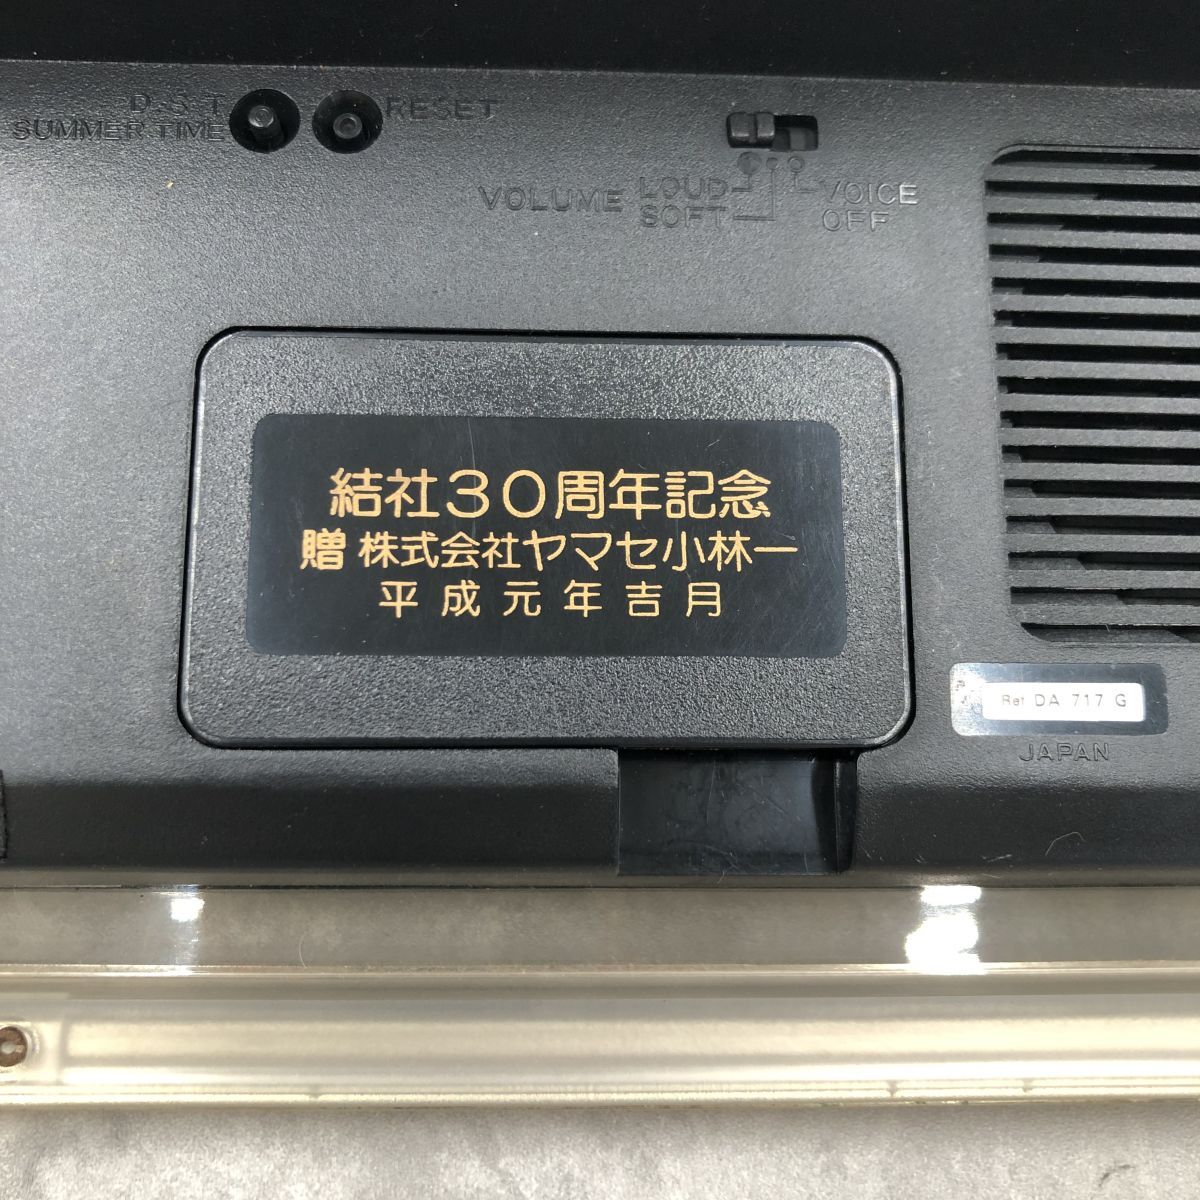 D S T
SUMMER TIME
RESET
VOLUME
LOUD
SOFT
VOICE
OFF
結社30周年記念
贈 株式会社ヤマセ小林一
平成元年吉月
Ref DA 717 G
JAPAN